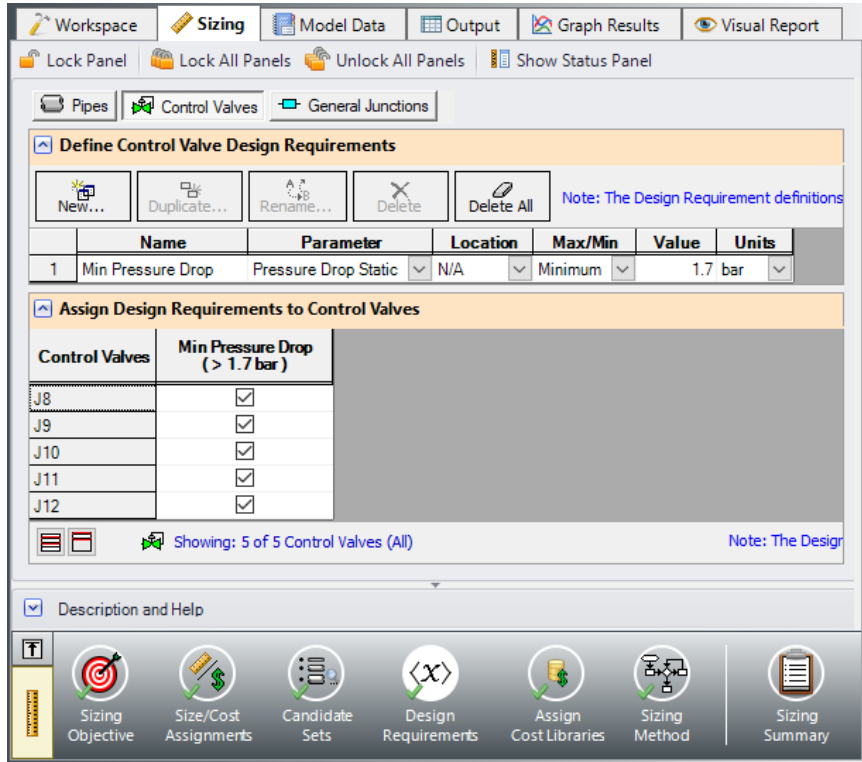 Workspace Sizing Model Data Output Graph Results Visual Report
Lock Panel Lock All Panels Unlock All Panels Show Status Panel
Pipes Control Valves General Junctions
Define Control Valve Design Requirements
New... Duplicate... Rename... Delete Delete All Note: The Design Requirement definitions
Name Parameter Location Max/Min Value Units
1 Min Pressure Drop Pressure Drop Static N/A Minimum 1.7 bar
Assign Design Requirements to Control Valves
Control Valves Min Pressure Drop
( > 1.7 bar )
J8
J9
J10
J11
J12
Showing: 5 of 5 Control Valves (All) Note: The Design
Description and Help
Sizing Size/Cost Candidate Design Assign Sizing Sizing
Objective Assignments Sets Requirements Cost Libraries Method Summary